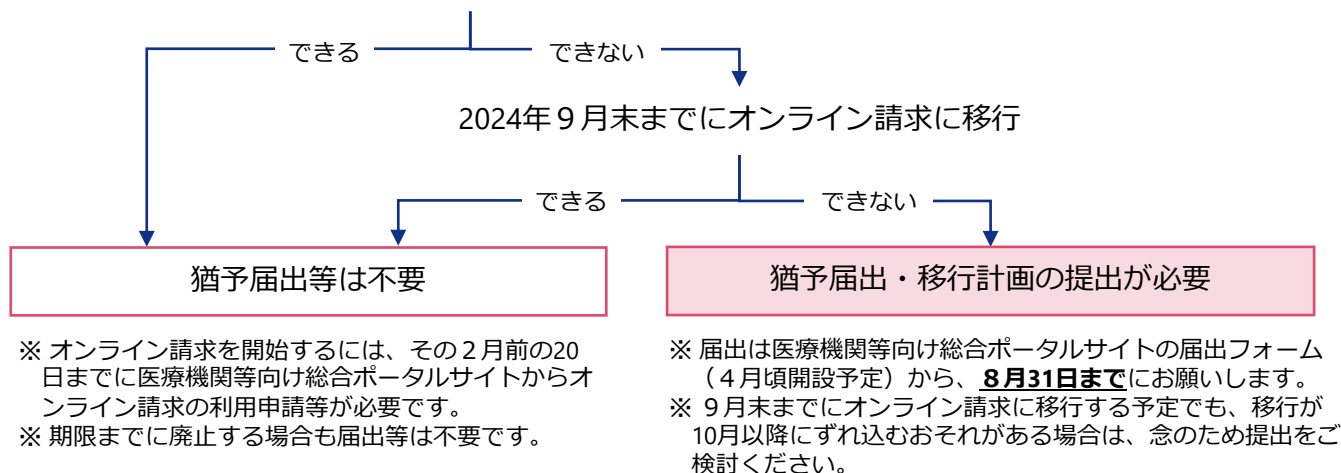 できる
できない
2024年９月末までにオンライン請求に移行
できる
できない
猶予届出等は不要
猶予届出・移行計画の提出が必要
※ オンライン請求を開始するには、その２月前の20
日までに医療機関等向け総合ポータルサイトからオ
ンライン請求の利用申請等が必要です。
※ 期限までに廃止する場合も届出等は不要です。
※ 届出は医療機関等向け総合ポータルサイトの届出フォーム
（４月頃開設予定）から、８月31日までにお願いします。
※ ９月末までにオンライン請求に移行する予定でも、移行が
10月以降にずれ込むおそれがある場合は、念のため提出をご
検討ください。